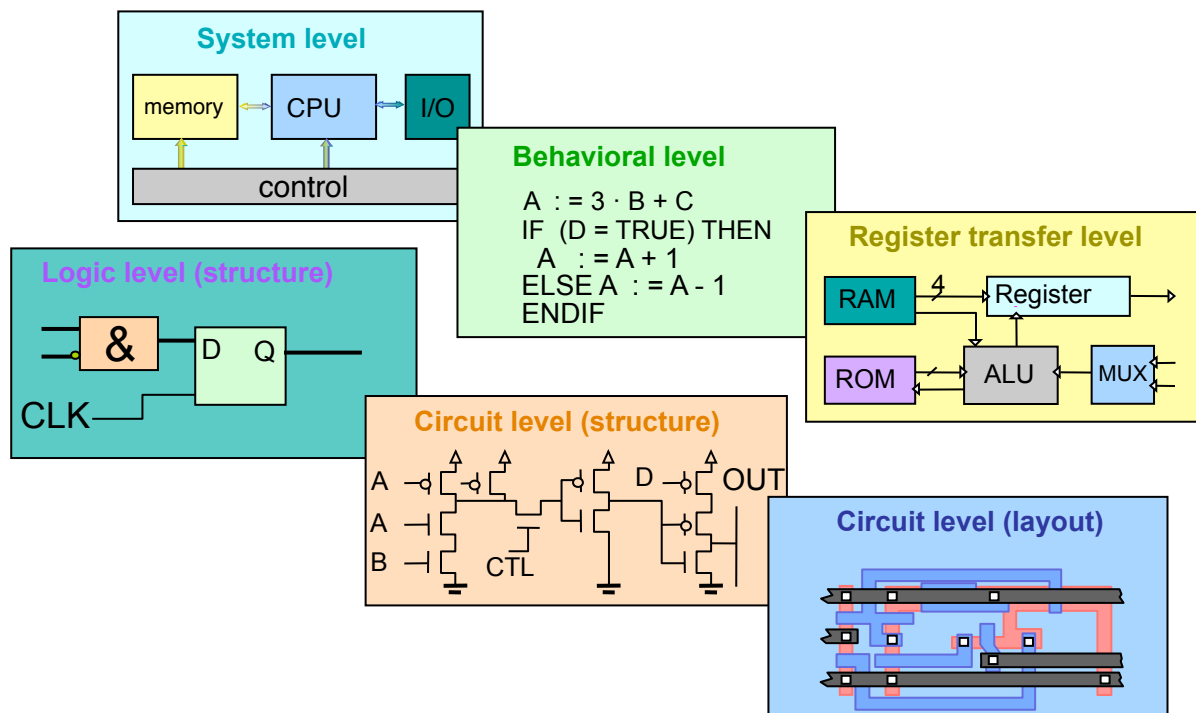 System level
memory
CPU
I/O
control
Behavioral level
A : = 3 · B + C
IF (D = TRUE) THEN
A : = A + 1
ELSE A : = A - 1
ENDIF
Register transfer level
RAM
4
Register
ROM
ALU
MUX
Logic level (structure)
&
D
Q
CLK
Circuit level (structure)
A
D
OUT
A
B
CTL
Circuit level (layout)